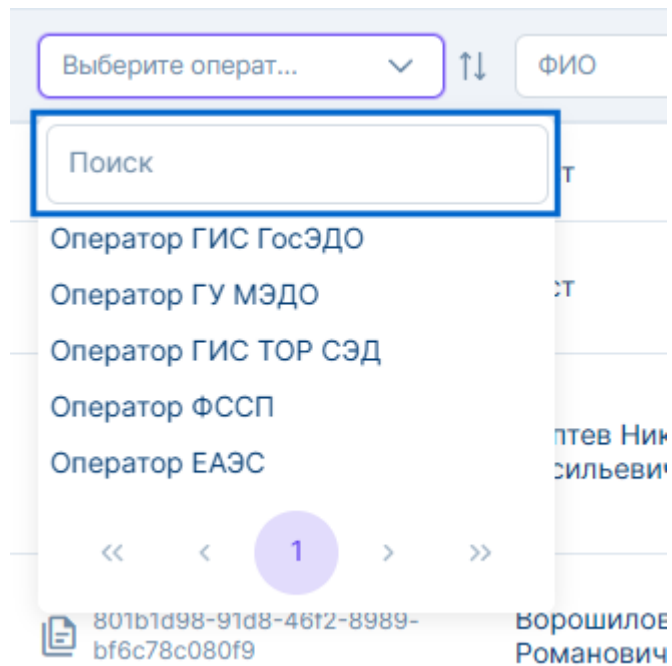 Выберите операт...
ФИО
Поиск
Оператор ГИС ГосЭДО
Оператор ГУ МЭДО
Оператор ГИС ТОР СЭД
Оператор ФССП
Оператор ЕАЭС
1
801b1d98-91d8-46f2-8989-
bf6c78c080f9
Ворошилов
Романович